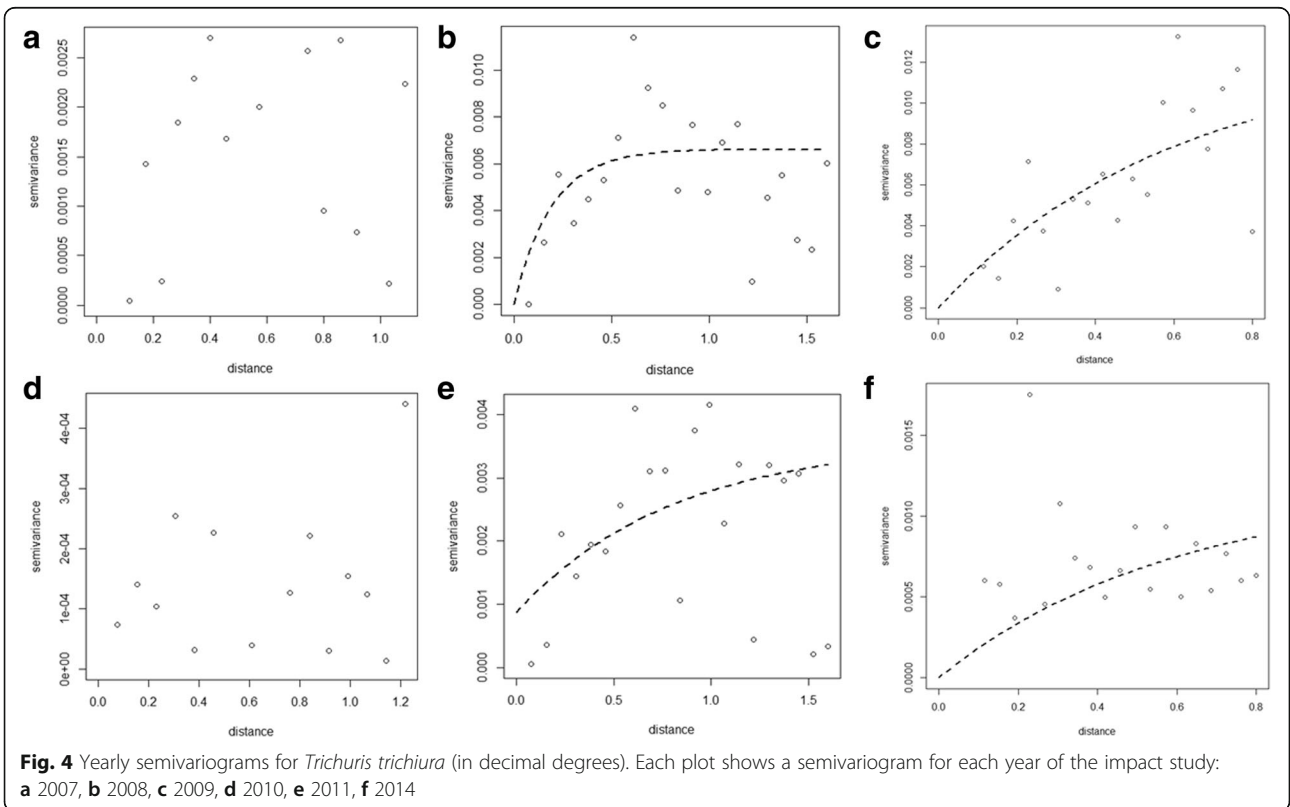 a
semivariance
0.0000 0.0005 0.0010 0.0015 0.0020 0.0025
0.0 0.2 0.4 0.6 0.8 1.0
distance
b
semivariance
0.000 0.002 0.004 0.006 0.008 0.010
0.0 0.5 1.0 1.5
distance
c
semivariance
0.000 0.002 0.004 0.006 0.008 0.010 0.012
0.0 0.2 0.4 0.6 0.8
distance
d
semivariance
0e+00 1e-04 2e-04 3e-04 4e-04
0.0 0.2 0.4 0.6 0.8 1.0 1.2
distance
e
semivariance
0.000 0.001 0.002 0.003 0.004
0.0 0.5 1.0 1.5
distance
f
semivariance
0.0000 0.0005 0.0010 0.0015
0.0 0.2 0.4 0.6 0.8
distance
Fig. 4 Yearly semivariograms for Trichuris trichiura (in decimal degrees). Each plot shows a semivariogram for each year of the impact study:
a 2007, b 2008, c 2009, d 2010, e 2011, f 2014